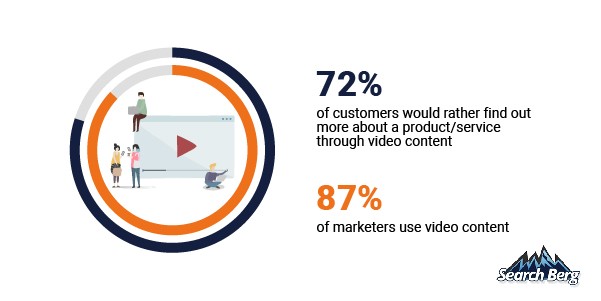 72%
of customers would rather find out
more about a product/service
through video content
87%
of marketers use video content
Search Berg